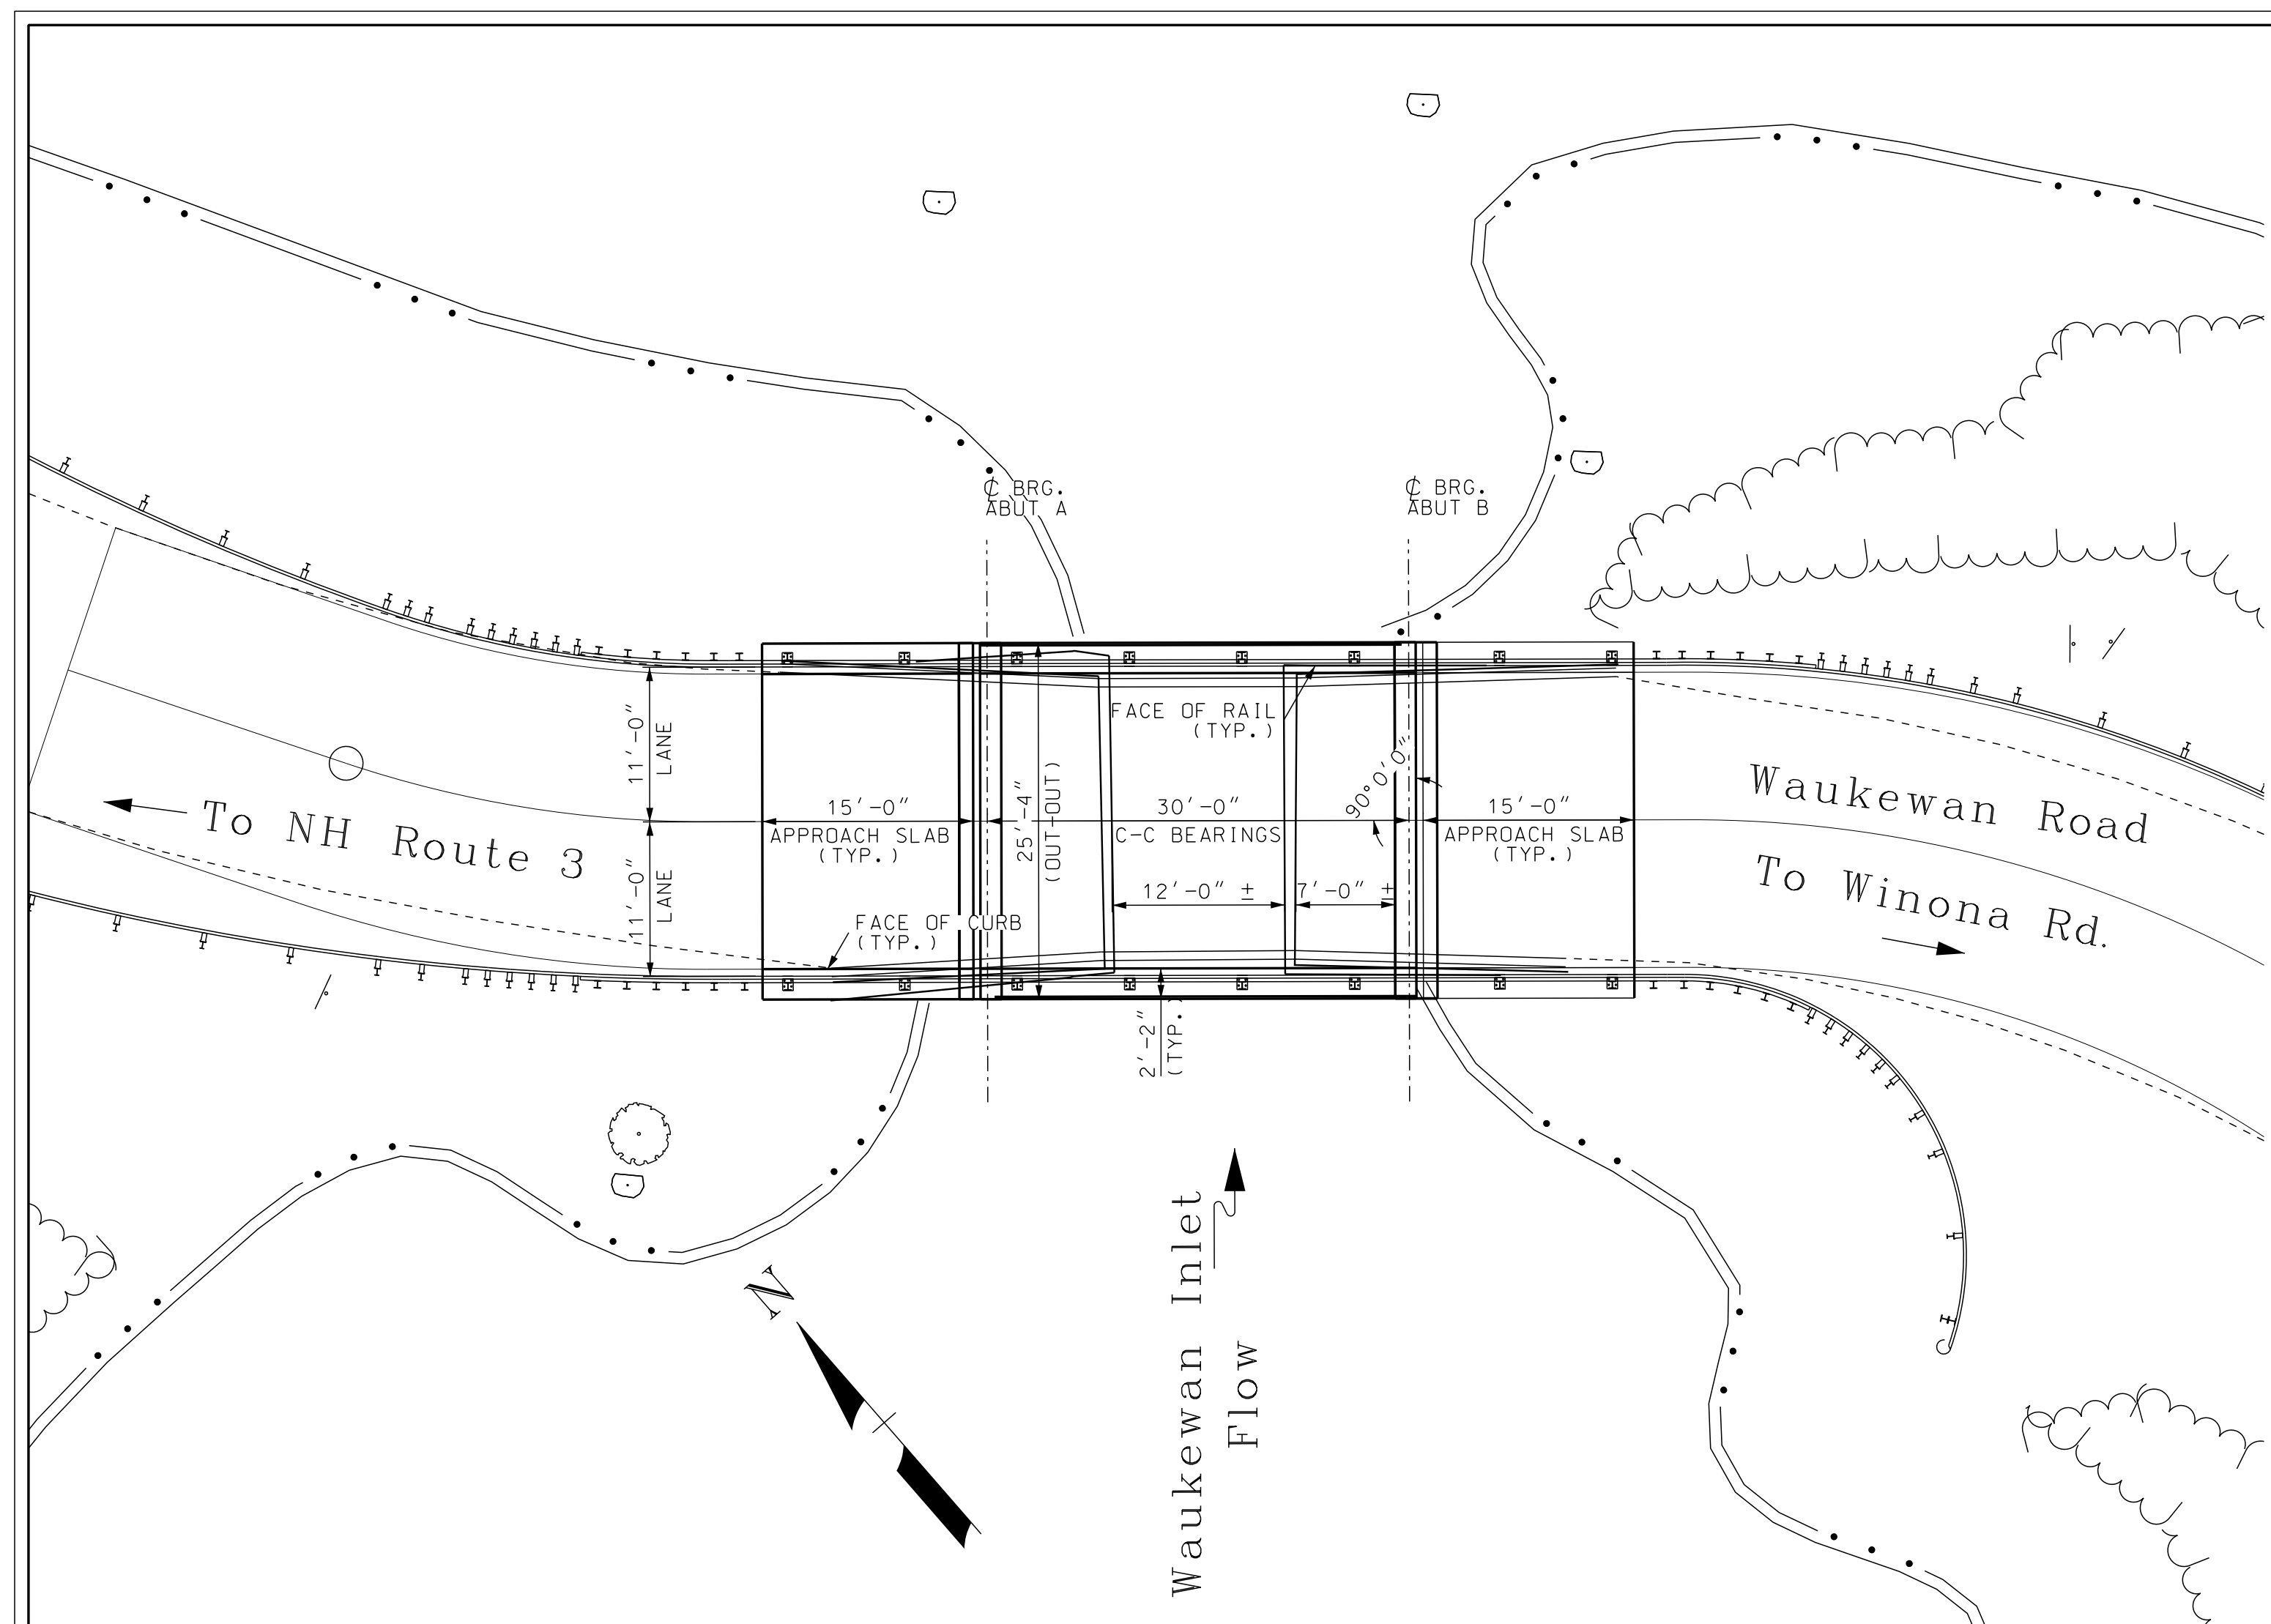 ℄ BRG.
ABUT A
℄ BRG.
ABUT B
FACE OF RAIL
(TYP.)
11'-0"
LANE
11'-0"
LANE
15'-0"
APPROACH SLAB
(TYP.)
25'-4"
(OUT-OUT)
30'-0"
C-C BEARINGS
90°0'0"
15'-0"
APPROACH SLAB
(TYP.)
12'-0" ±
7'-0" ±
FACE OF CURB
(TYP.)
2'-2"
(TYP.)
To NH Route 3
Waukewan Road
To Winona Rd.
N
Waukewan Inlet
Flow